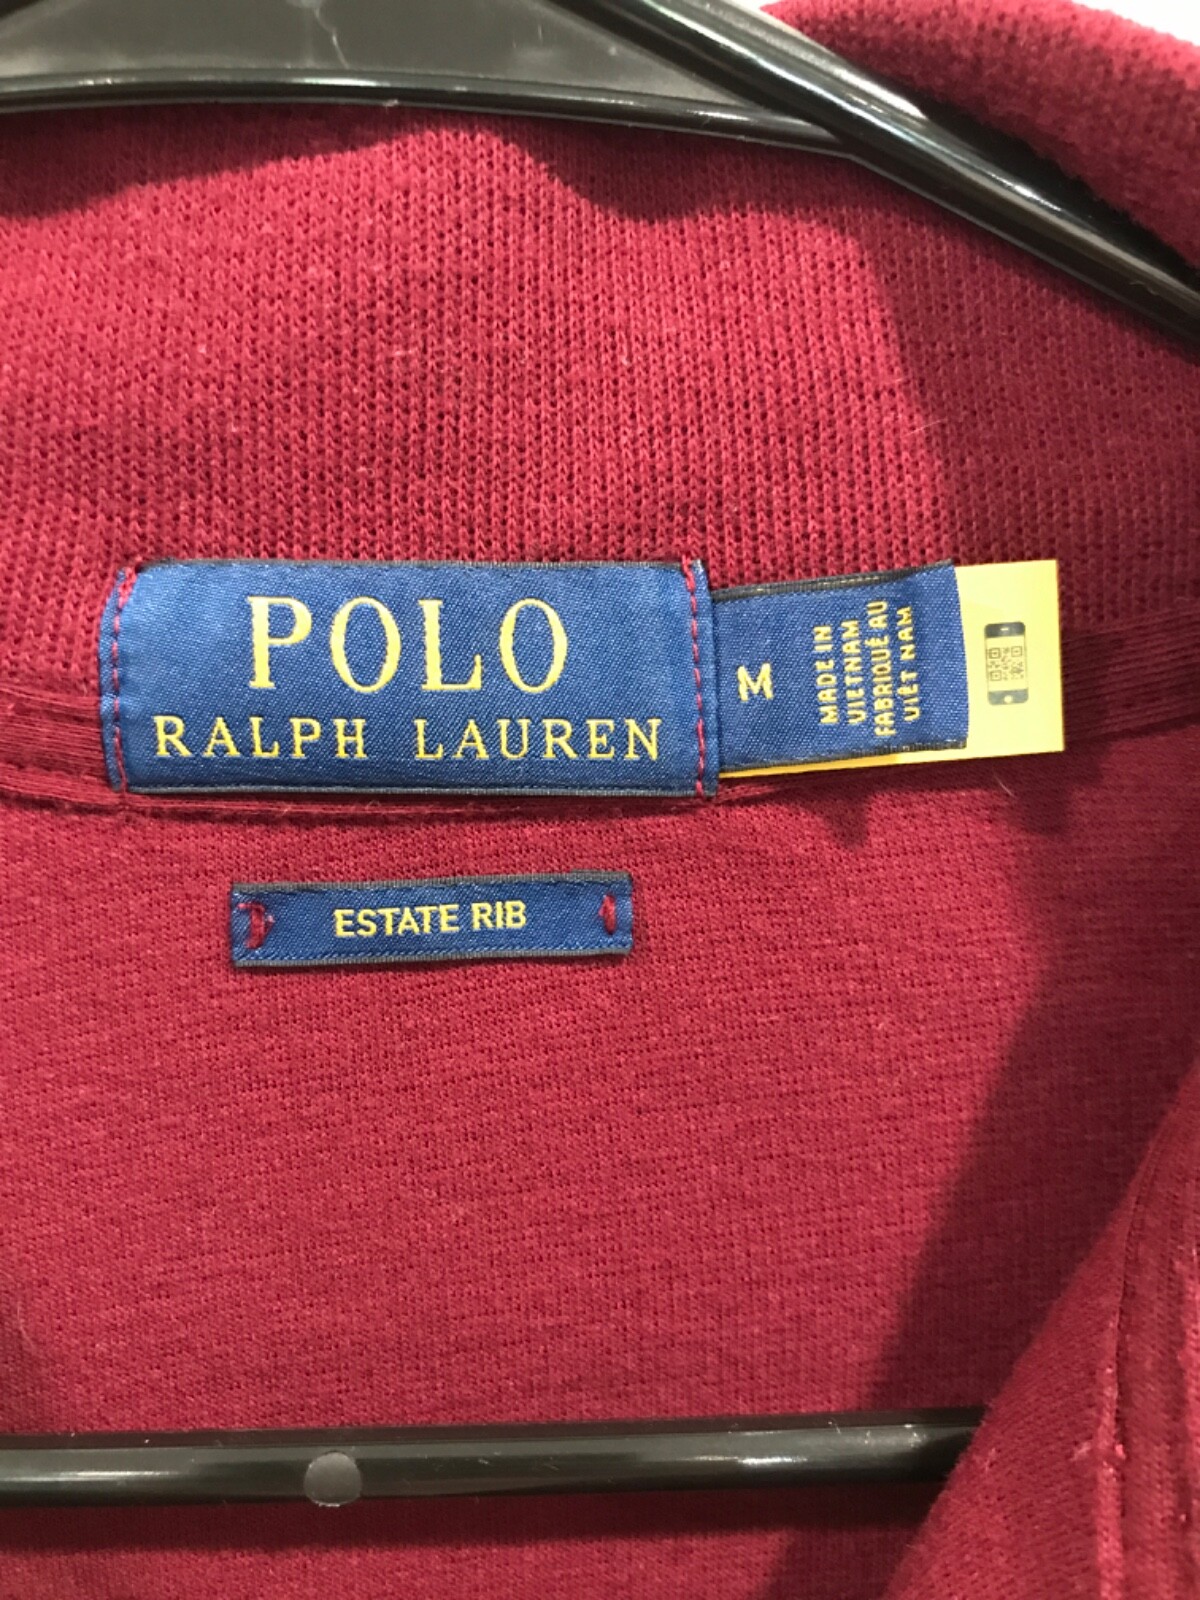 POLO
RALPH LAUREN
M
MADE IN
VIETNAM
FABRIQUÉ AU
VIÊT NAM
ESTATE RIB